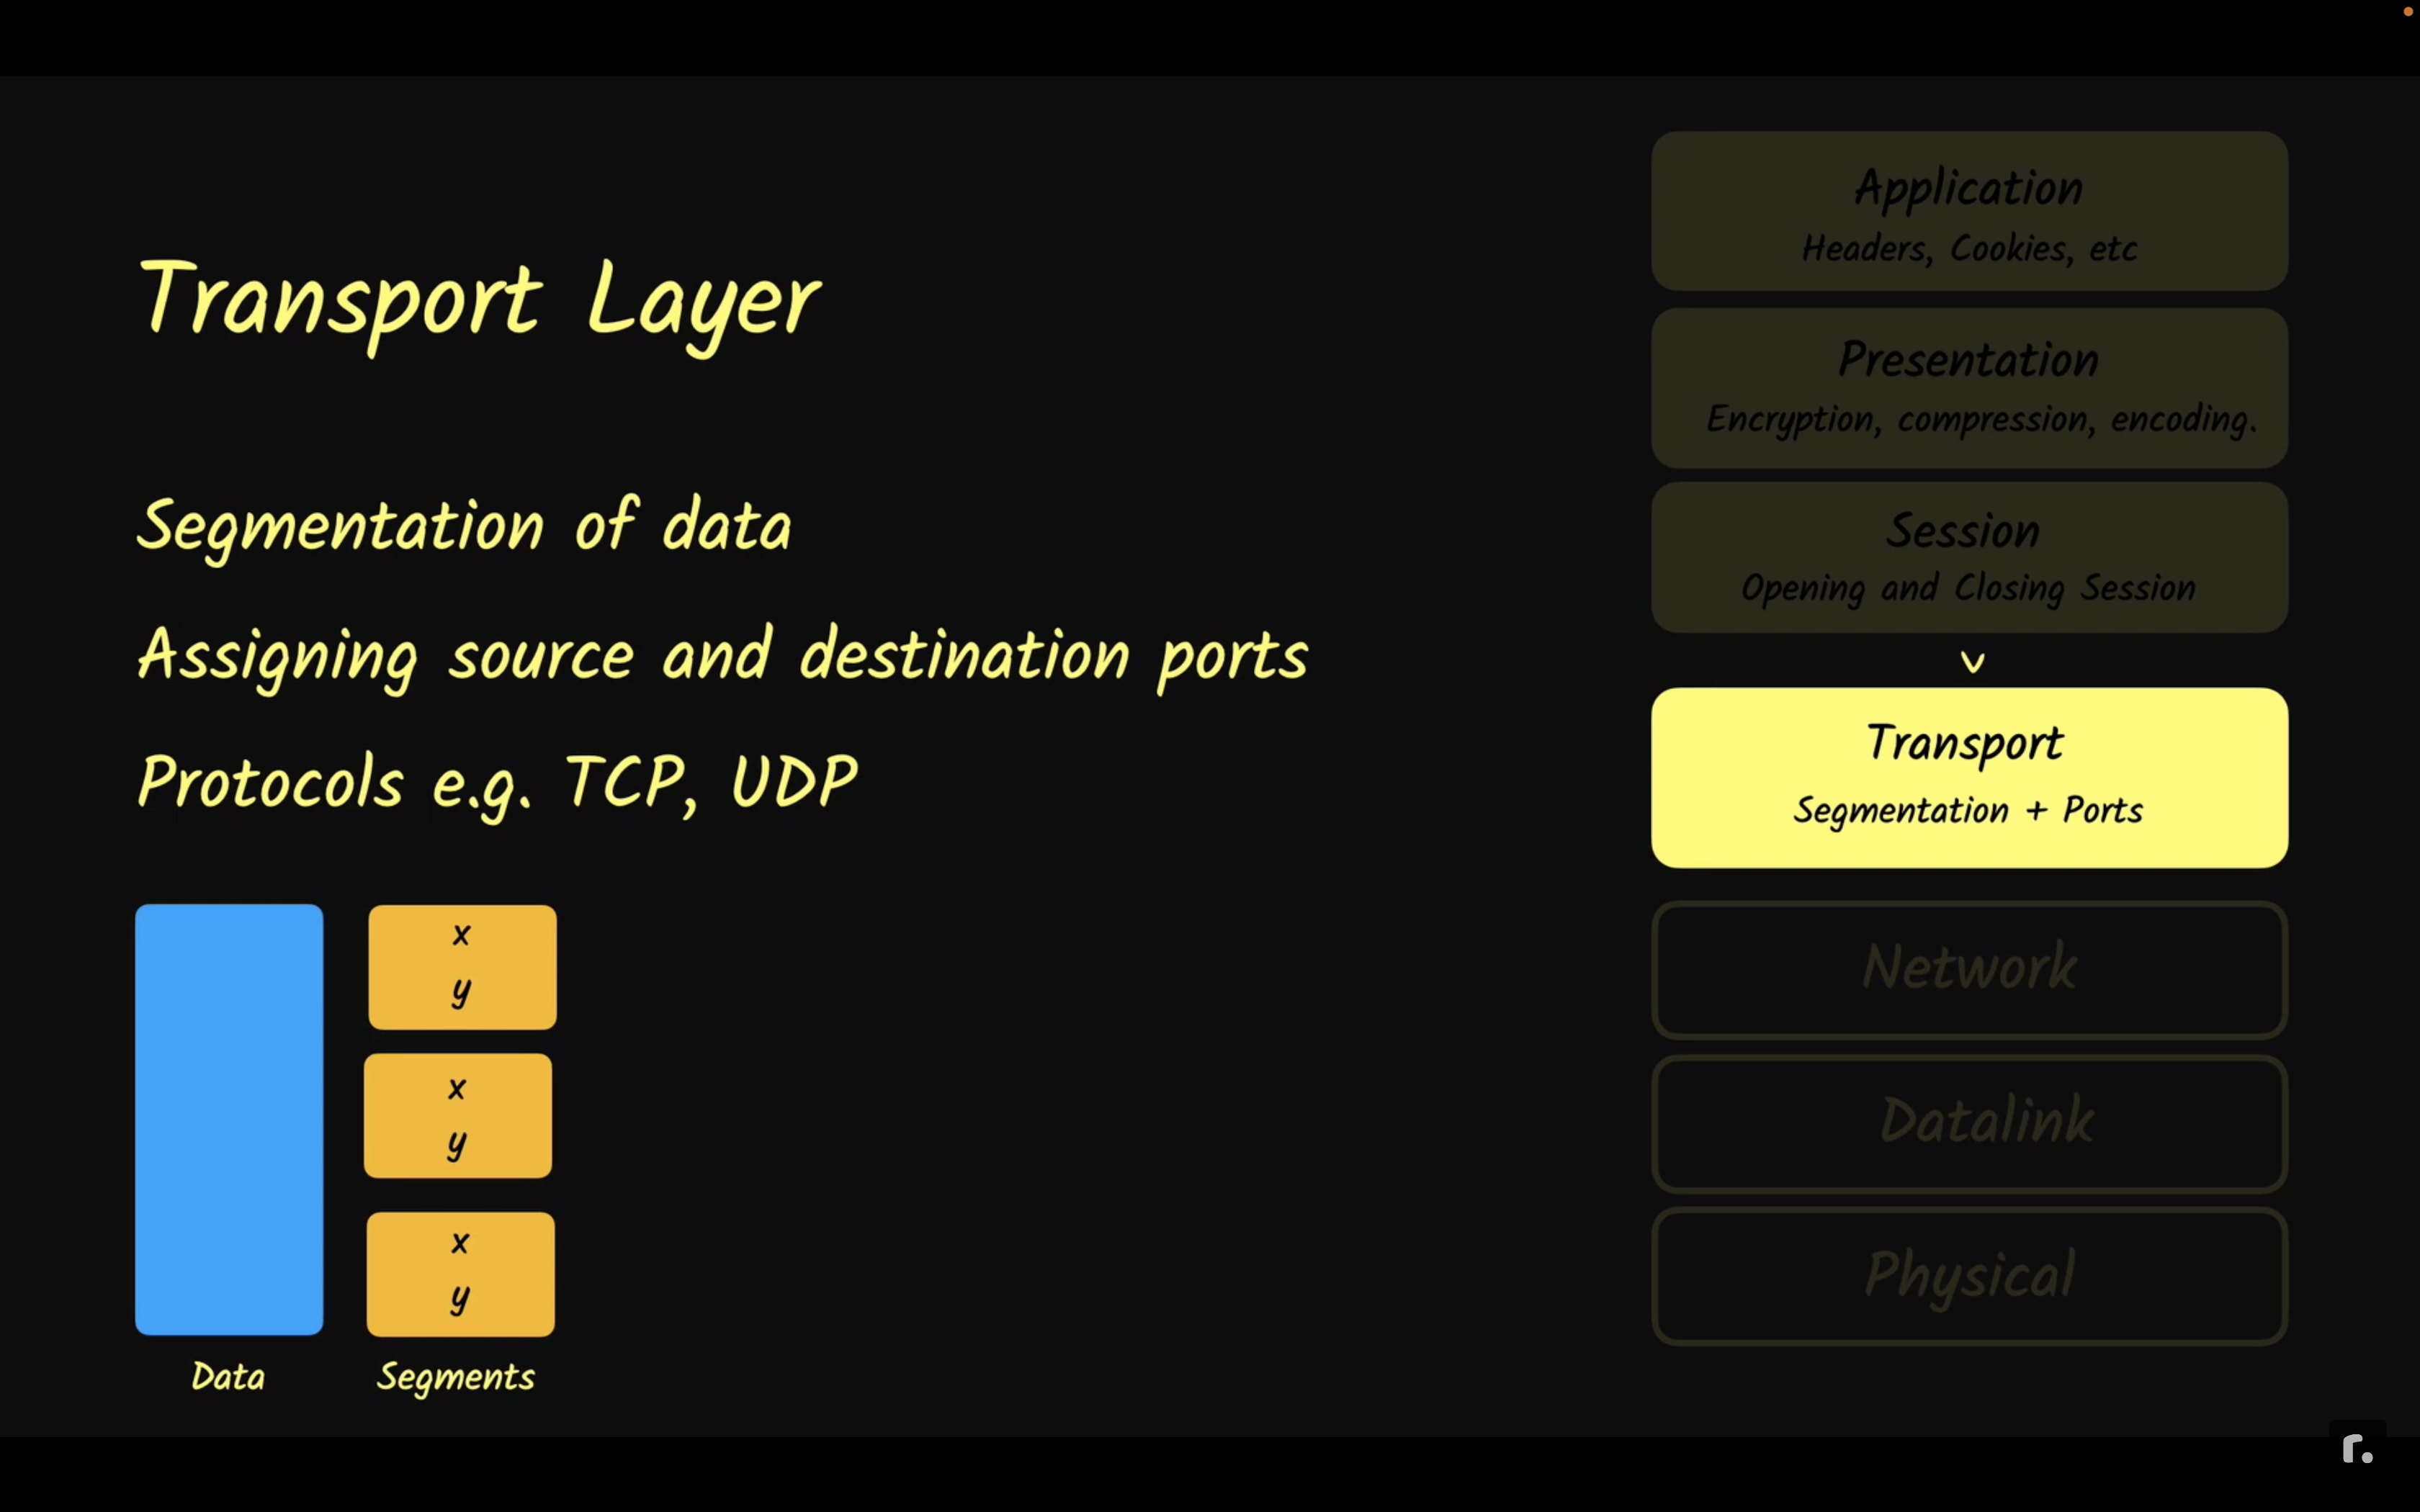 Transport Layer
Segmentation of data
Assigning source and destination ports
Protocols e.g. TCP, UDP
x
y
x
y
x
y
Data
Segments
Application
Headers, Cookies, etc
Presentation
Encryption, compression, encoding.
Session
Opening and Closing Session
Transport
Segmentation + Ports
Network
Datalink
Physical
r.